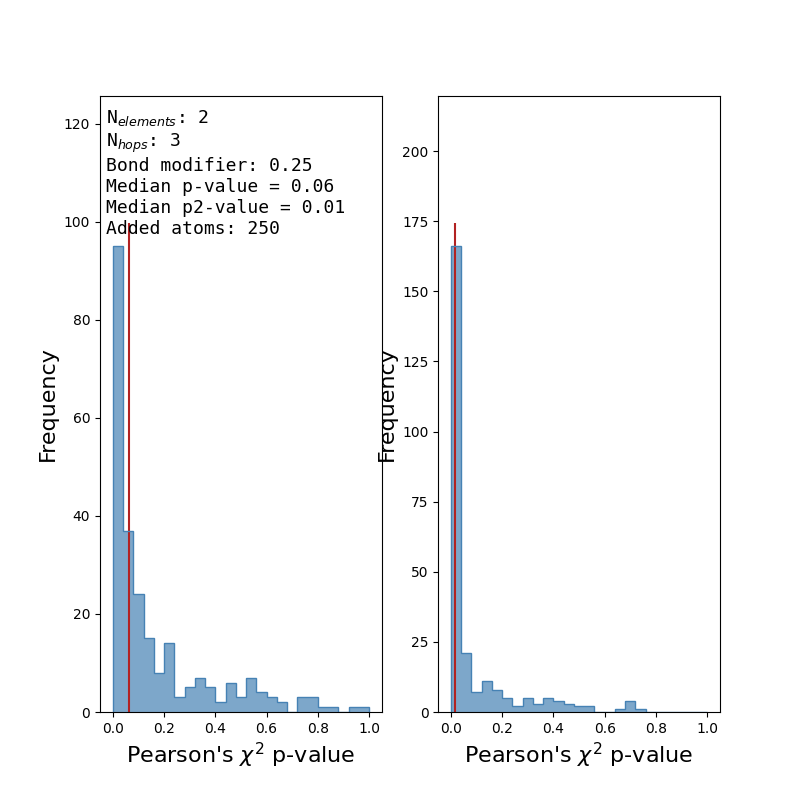 N_elements: 2
N_hops: 3
Bond modifier: 0.25
Median p-value = 0.06
Median p2-value = 0.01
Added atoms: 250
120
100
80
60
40
20
0
Frequency
0.0 0.2 0.4 0.6 0.8 1.0
Pearson's χ² p-value
200
175
150
125
100
75
50
25
0
Frequency
0.0 0.2 0.4 0.6 0.8 1.0
Pearson's χ² p-value